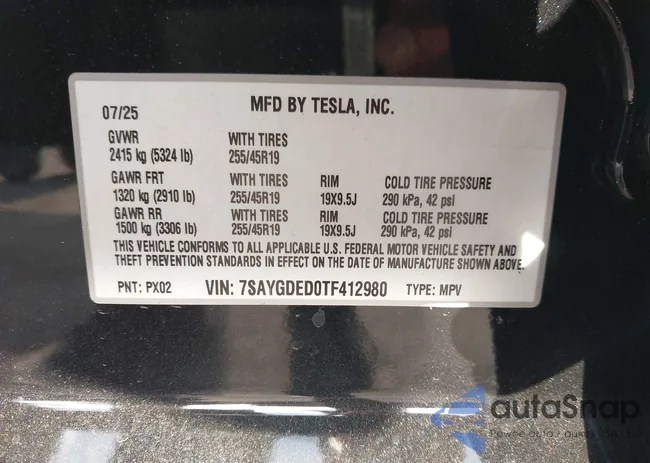 07/25 MFD BY TESLA, INC.
GVWR WITH TIRES
2415 kg (5324 lb) 255/45R19
GAWR FRT WITH TIRES RIM COLD TIRE PRESSURE
1320 kg (2910 lb) 255/45R19 19X9.5J 290 kPa, 42 psi
GAWR RR WITH TIRES RIM COLD TIRE PRESSURE
1500 kg (3306 lb) 255/45R19 19X9.5J 290 kPa, 42 psi
THIS VEHICLE CONFORMS TO ALL APPLICABLE U.S. FEDERAL MOTOR VEHICLE SAFETY AND
THEFT PREVENTION STANDARDS IN EFFECT ON THE DATE OF MANUFACTURE SHOWN ABOVE.
PNT: PX02 VIN: 7SAYGDED0TF412980 TYPE: MPV
autoSnap